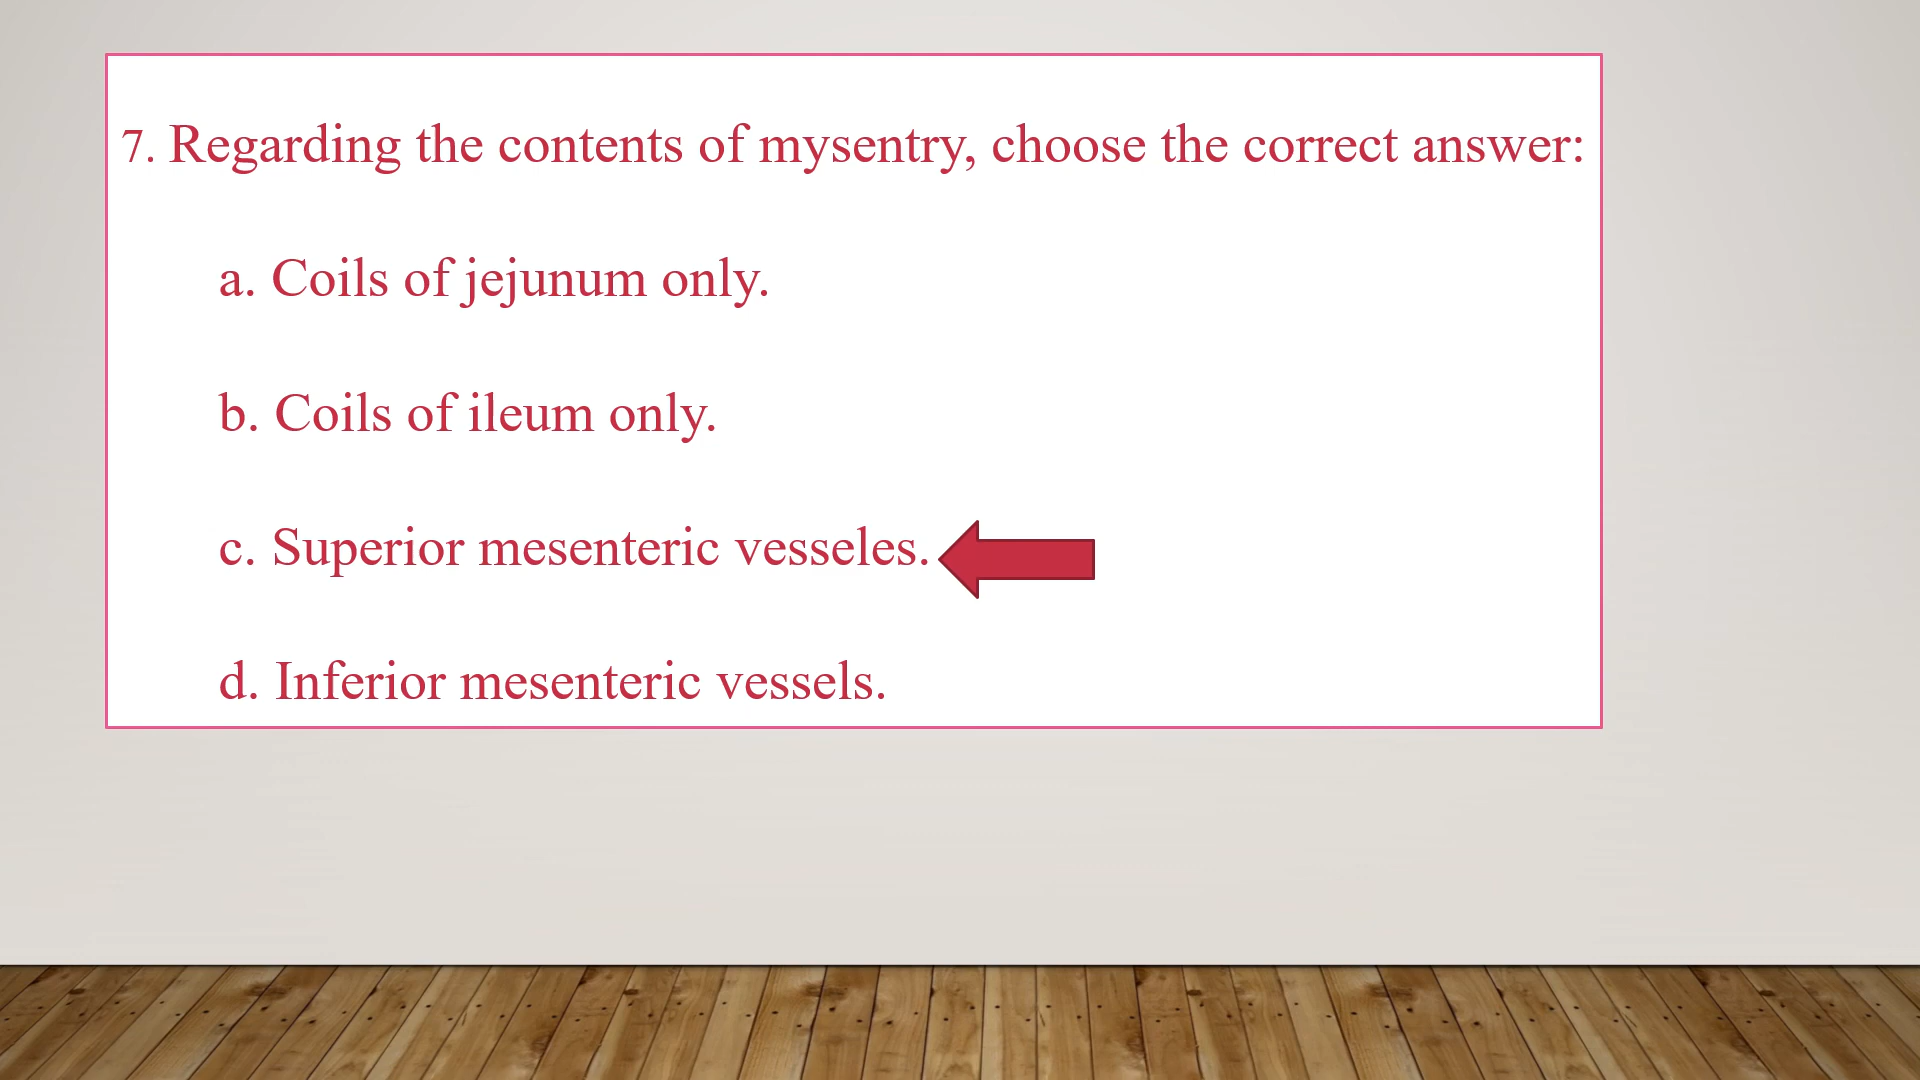 7. Regarding the contents of mysentry, choose the correct answer:
a. Coils of jejunum only.
b. Coils of ileum only.
c. Superior mesenteric vesseles.
d. Inferior mesenteric vessels.